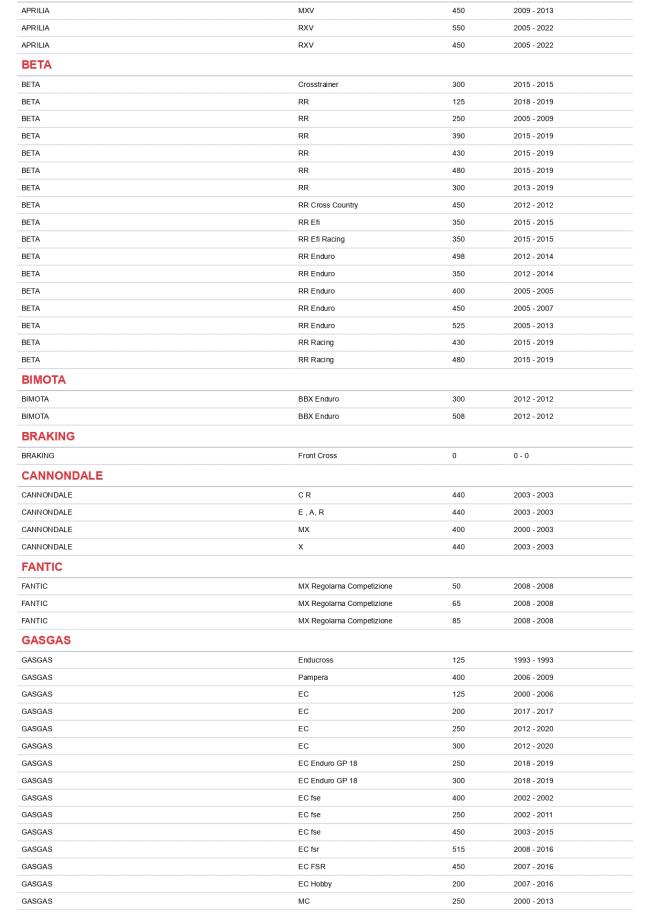 APRILIA MXV 450 2009 - 2013
APRILIA RXV 550 2005 - 2022
APRILIA RXV 450 2005 - 2022
BETA
BETA Crosstrainer 300 2015 - 2015
BETA RR 125 2018 - 2019
BETA RR 250 2005 - 2009
BETA RR 390 2015 - 2019
BETA RR 430 2015 - 2019
BETA RR 480 2015 - 2019
BETA RR 300 2013 - 2019
BETA RR Cross Country 450 2012 - 2012
BETA RR Efi 350 2015 - 2015
BETA RR Efi Racing 350 2015 - 2015
BETA RR Enduro 498 2012 - 2014
BETA RR Enduro 350 2012 - 2014
BETA RR Enduro 400 2005 - 2005
BETA RR Enduro 450 2005 - 2007
BETA RR Enduro 525 2005 - 2013
BETA RR Racing 430 2015 - 2019
BETA RR Racing 480 2015 - 2019
BIMOTA
BIMOTA BBX Enduro 300 2012 - 2012
BIMOTA BBX Enduro 508 2012 - 2012
BRAKING
BRAKING Front Cross 0 0 - 0
CANNONDALE
CANNONDALE C R 440 2003 - 2003
CANNONDALE E , A, R 440 2003 - 2003
CANNONDALE MX 400 2000 - 2003
CANNONDALE X 440 2003 - 2003
FANTIC
FANTIC MX Regolarna Competizione 50 2008 - 2008
FANTIC MX Regolarna Competizione 65 2008 - 2008
FANTIC MX Regolarna Competizione 85 2008 - 2008
GASGAS
GASGAS Enducross 125 1993 - 1993
GASGAS Pampera 400 2006 - 2009
GASGAS EC 125 2000 - 2006
GASGAS EC 200 2017 - 2017
GASGAS EC 250 2012 - 2020
GASGAS EC 300 2012 - 2020
GASGAS EC Enduro GP 18 250 2018 - 2019
GASGAS EC Enduro GP 18 300 2018 - 2019
GASGAS EC fse 400 2002 - 2002
GASGAS EC fse 250 2002 - 2011
GASGAS EC fse 450 2003 - 2015
GASGAS EC fsr 515 2008 - 2016
GASGAS EC FSR 450 2007 - 2016
GASGAS EC Hobby 200 2007 - 2016
GASGAS MC 250 2000 - 2013